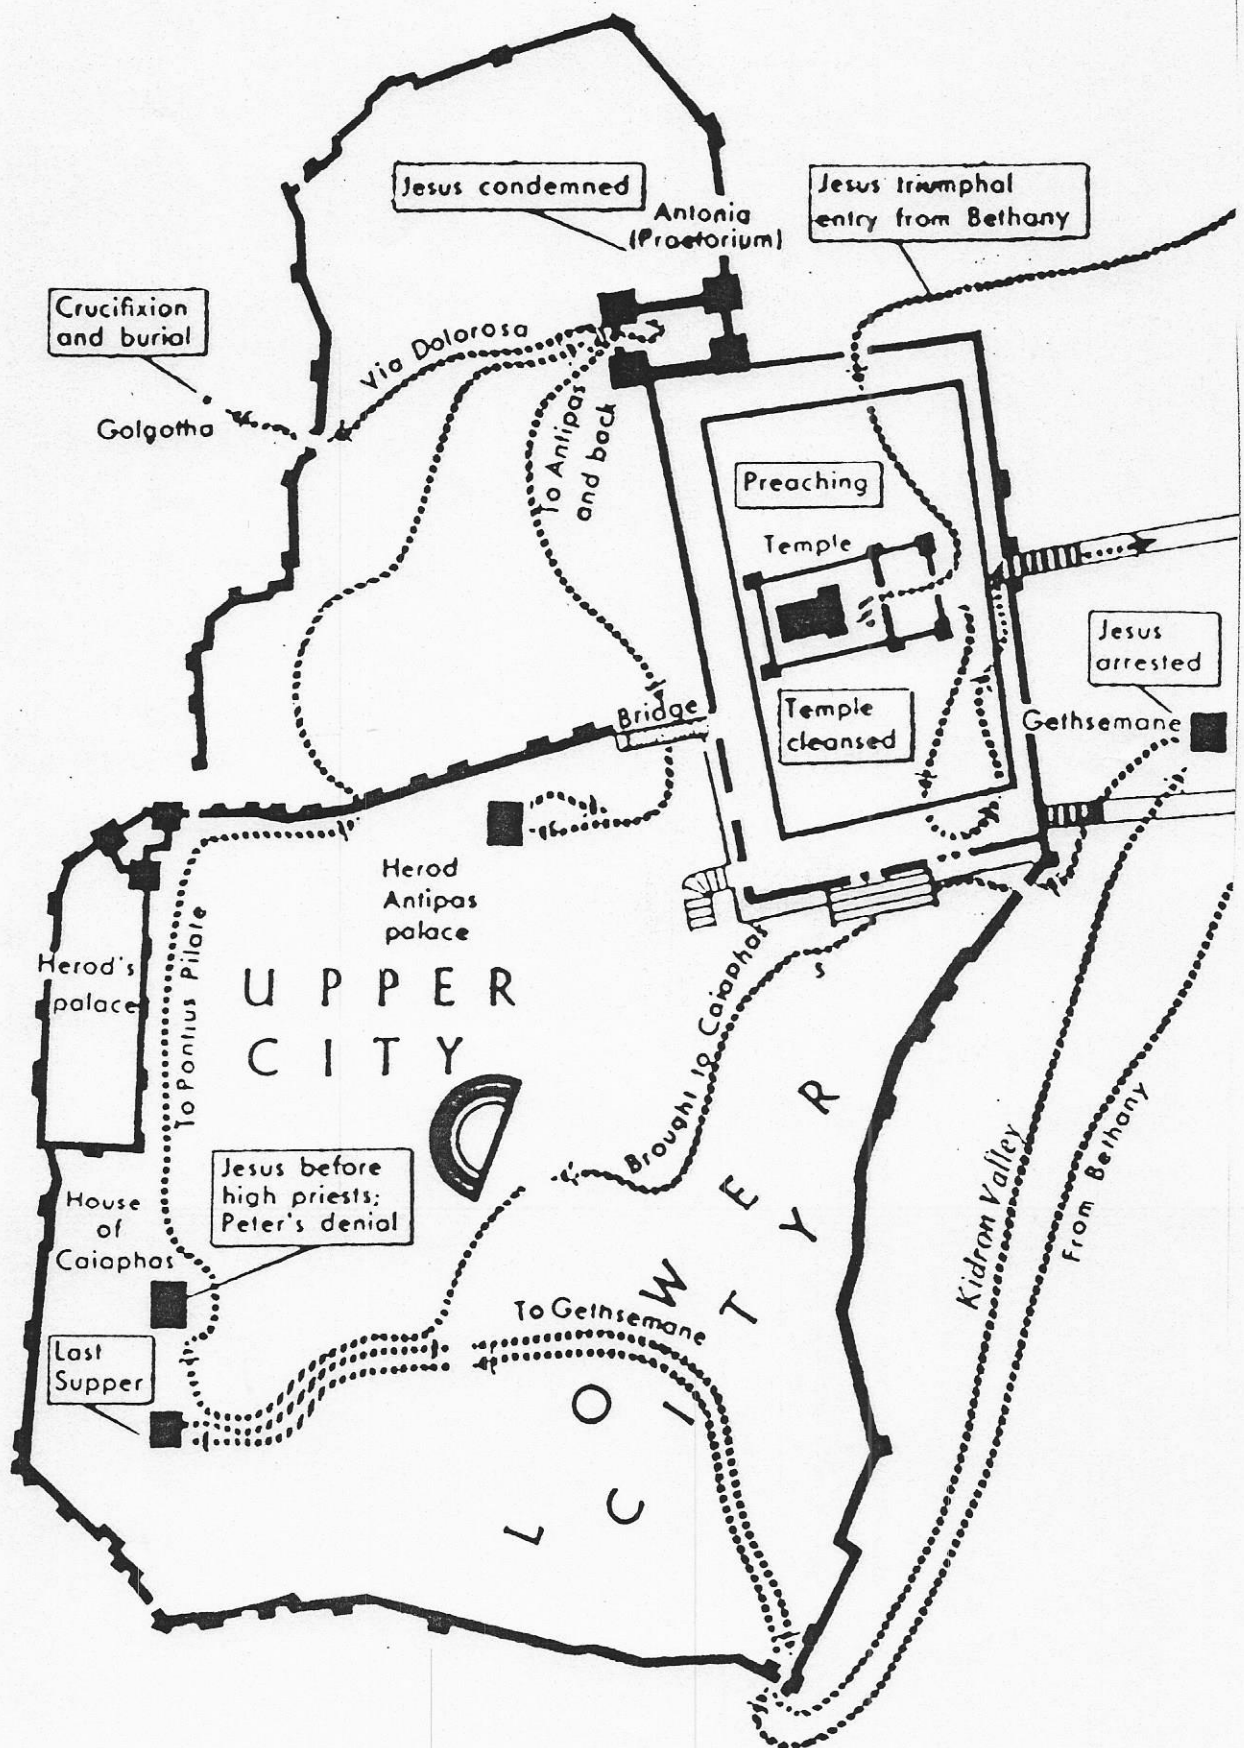 Jesus condemned
Antonia
(Praetorium)
Jesus triumphal
entry from Bethany
Crucifixion
and burial
Via Dolorosa
Golgotha
To Antipas
and back
Preaching
Temple
Jesus
arrested
Bridge
Temple
cleansed
Gethsemane
Herod
Antipas
palace
Herod's
palace
To Pontius Pilate
UPPER
CITY
Brought to Caiaphas
s
Jesus before
high priests;
Peter's denial
House
of
Caiaphas
Kidron Valley
From Bethany
To Gethsemane
Last
Supper
LOWER
CITY